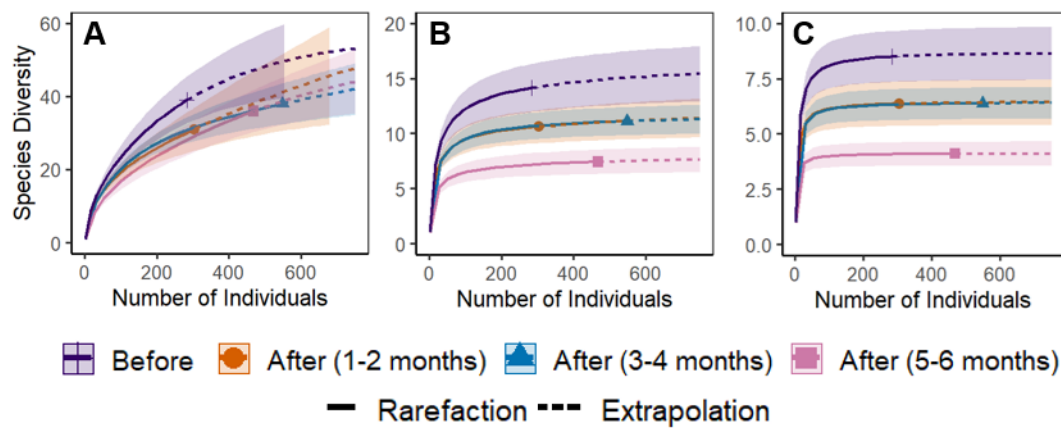 A
B
C
Species Diversity
60
40
20
0
15
10
5
0
10.0
7.5
5.0
2.5
0.0
0 200 400 600
0 200 400 600
0 200 400 600
Number of Individuals
Number of Individuals
Number of Individuals
Before After (1-2 months) After (3-4 months) After (5-6 months)
Rarefaction Extrapolation